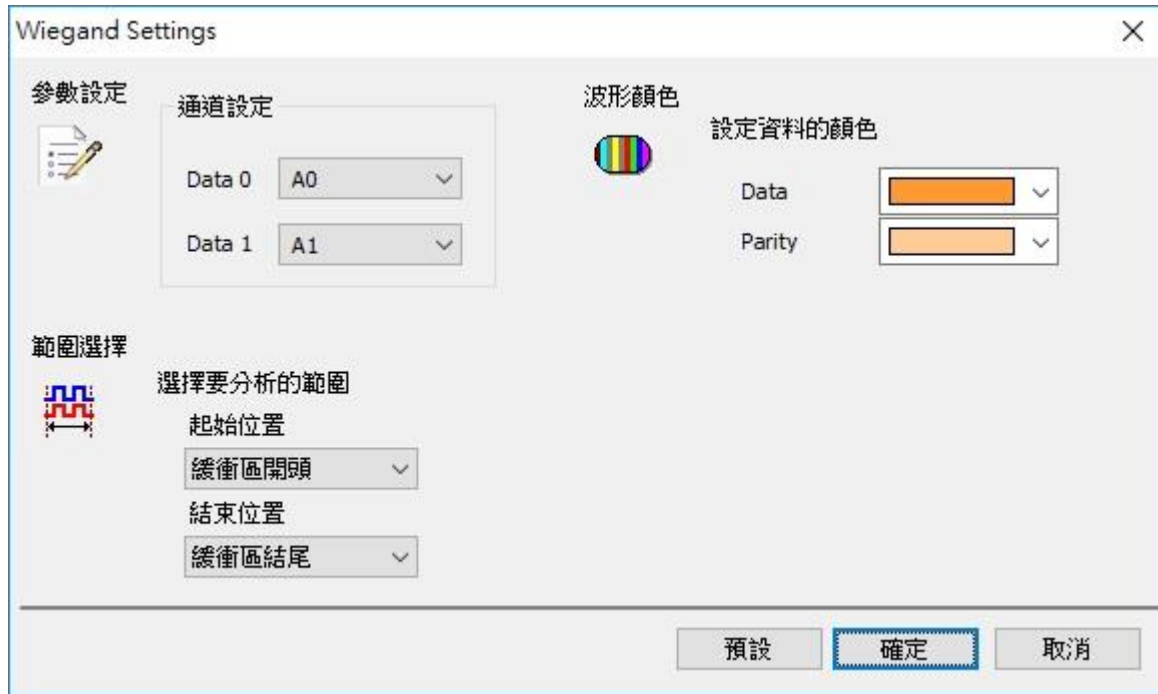 Wiegand Settings
參數設定
通道設定
Data 0
A0
Data 1
A1
波形顏色
設定資料的顏色
Data
Parity
範圍選擇
選擇要分析的範圍
起始位置
緩衝區開頭
結束位置
緩衝區結尾
預設
確定
取消